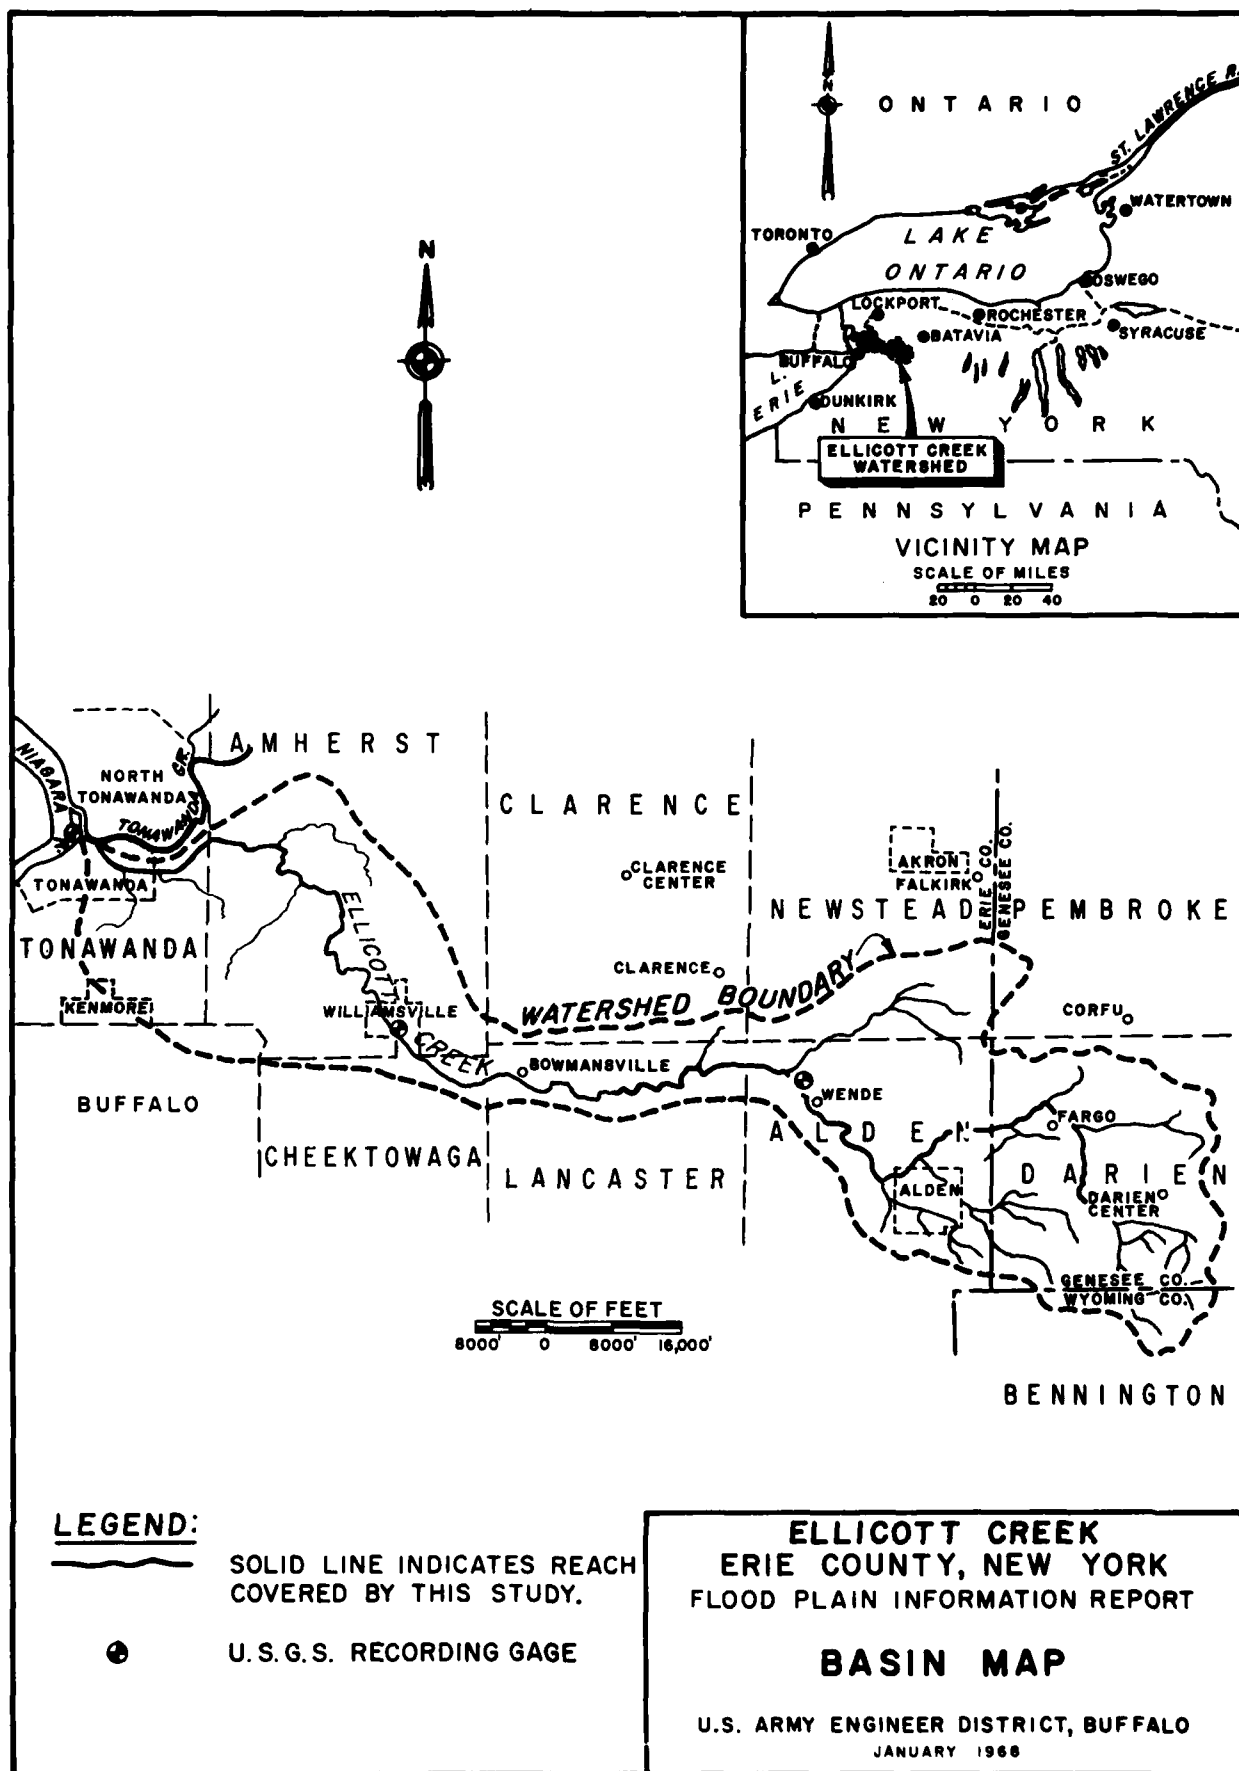 N
ONTARIO
ST. LAWRENCE R.
WATERTOWN
TORONTO
LAKE
ONTARIO
OSWEGO
LOCKPORT
ROCHESTER
SYRACUSE
BATAVIA
BUFFALO
L.
ERIE
DUNKIRK
NEW YORK
ELLICOTT CREEK
WATERSHED
PENNSYLVANIA
VICINITY MAP
SCALE OF MILES
20 0 20 40
N
AMHERST
NIAGARA
R.
NORTH
TONAWANDA
TONAWANDA
CR.
CLARENCE
CLARENCE
CENTER
AKRON
FALKIRK
ERIE CO.
GENESEE CO.
TONAWANDA
NEWSTEAD
PEMBROKE
TONAWANDA
ELLICOTT
CREEK
CLARENCE
WATERSHED BOUNDARY
KENMORE
WILLIAMSVILLE
CORFU
BOWMANSVILLE
BUFFALO
WENDE
FARGO
ALDEN
CHEEKTOWAGA
LANCASTER
DARIEN
ALDEN
DARIEN
CENTER
GENESEE CO.
WYOMING CO.
SCALE OF FEET
8000' 0 8000' 16,000'
BENNINGTON
LEGEND:
SOLID LINE INDICATES REACH
COVERED BY THIS STUDY.
U.S.G.S. RECORDING GAGE
ELLICOTT CREEK
ERIE COUNTY, NEW YORK
FLOOD PLAIN INFORMATION REPORT
BASIN MAP
U.S. ARMY ENGINEER DISTRICT, BUFFALO
JANUARY 1968